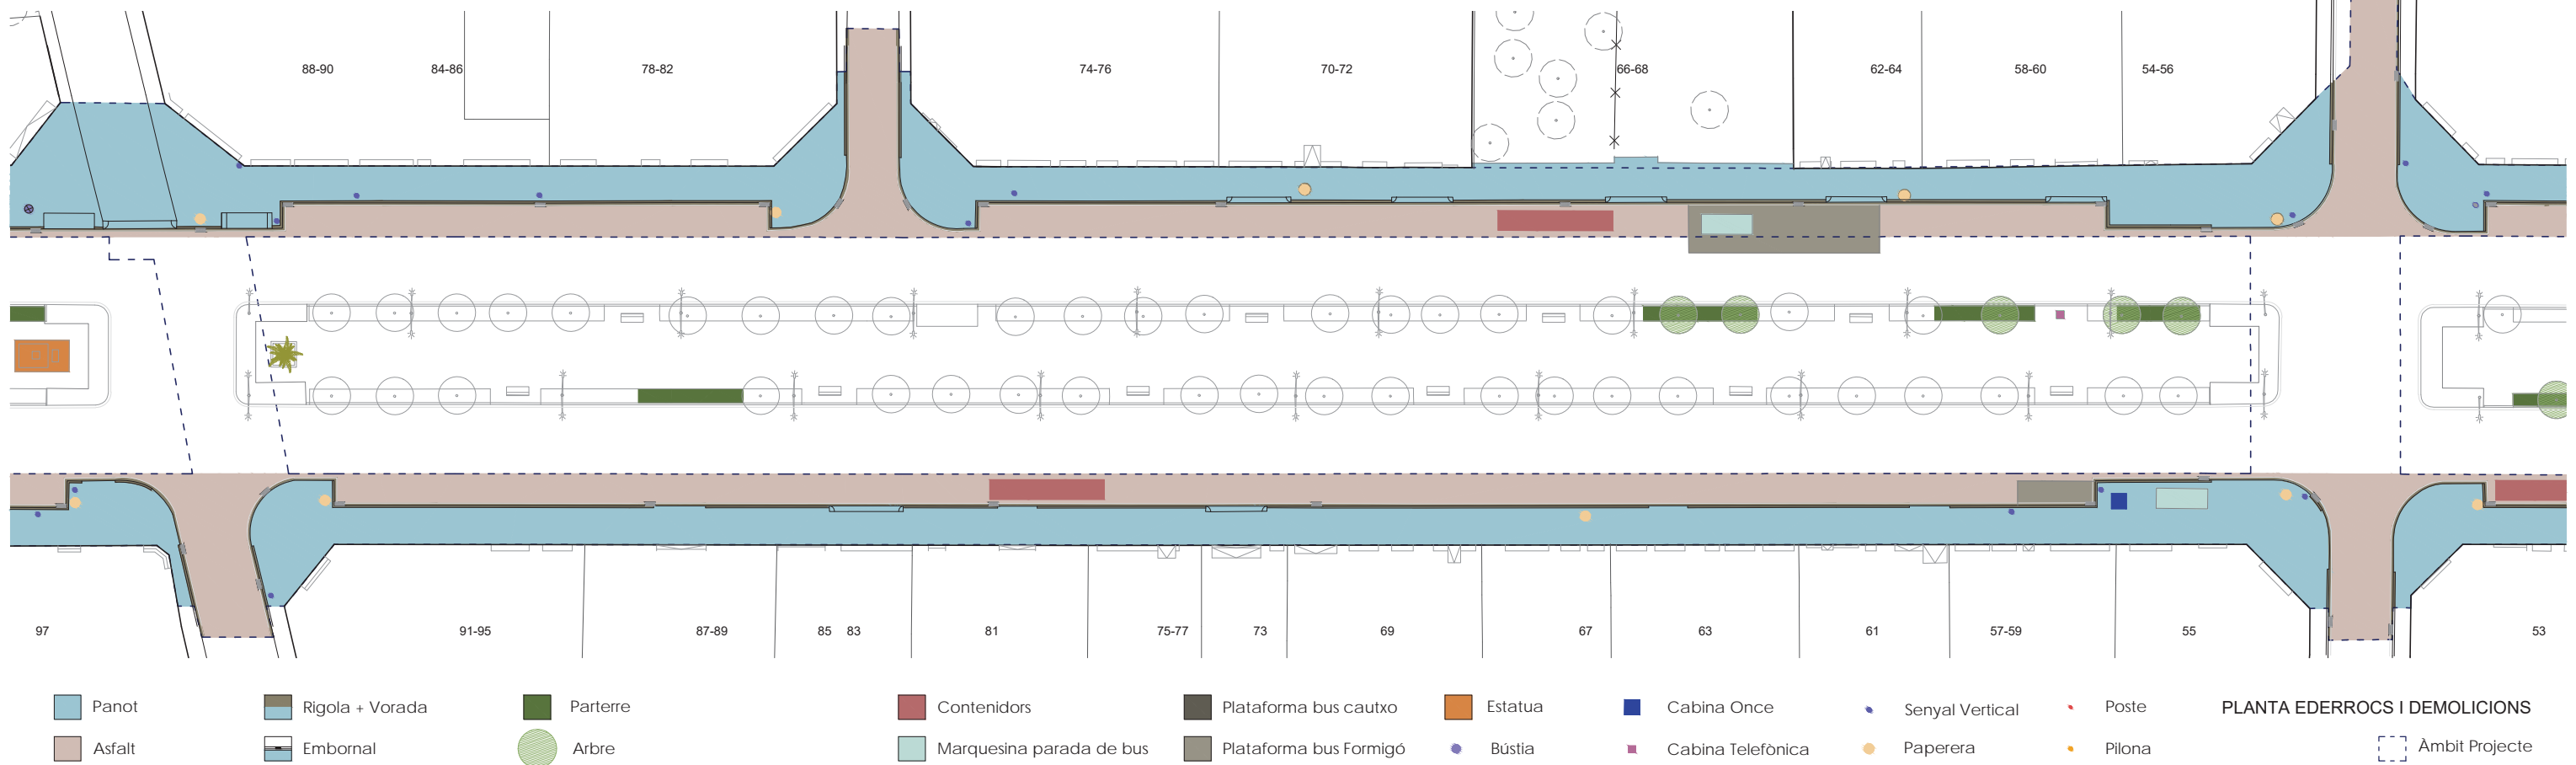 88-90 84-86 78-82 74-76 70-72 66-68 62-64 58-60 54-56
97 91-95 87-89 85 83 81 75-77 73 69 67 63 61 57-59 55 53
Panot Rigola + Vorada Parterre Contenidors Plataforma bus cautxo Estatua Cabina Once Senyal Vertical Poste PLANTA EDERROCS I DEMOLICIONS
Asfalt Embornal Arbre Marquesina parada de bus Plataforma bus Formigó Bústia Cabina Telefònica Paperera Pilona Àmbit Projecte